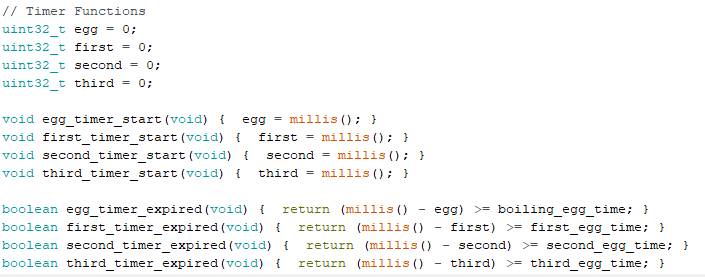 // Timer Functions
uint32_t egg = 0;
uint32_t first = 0;
uint32_t second = 0;
uint32_t third = 0;
void egg_timer_start(void) {  egg = millis(); }
void first_timer_start(void) {  first = millis(); }
void second_timer_start(void) {  second = millis(); }
void third_timer_start(void) {  third = millis(); }
boolean egg_timer_expired(void) {  return (millis() - egg) >= boiling_egg_time; }
boolean first_timer_expired(void) {  return (millis() - first) >= first_egg_time; }
boolean second_timer_expired(void) {  return (millis() - second) >= second_egg_time; }
boolean third_timer_expired(void) {  return (millis() - third) >= third_egg_time; }